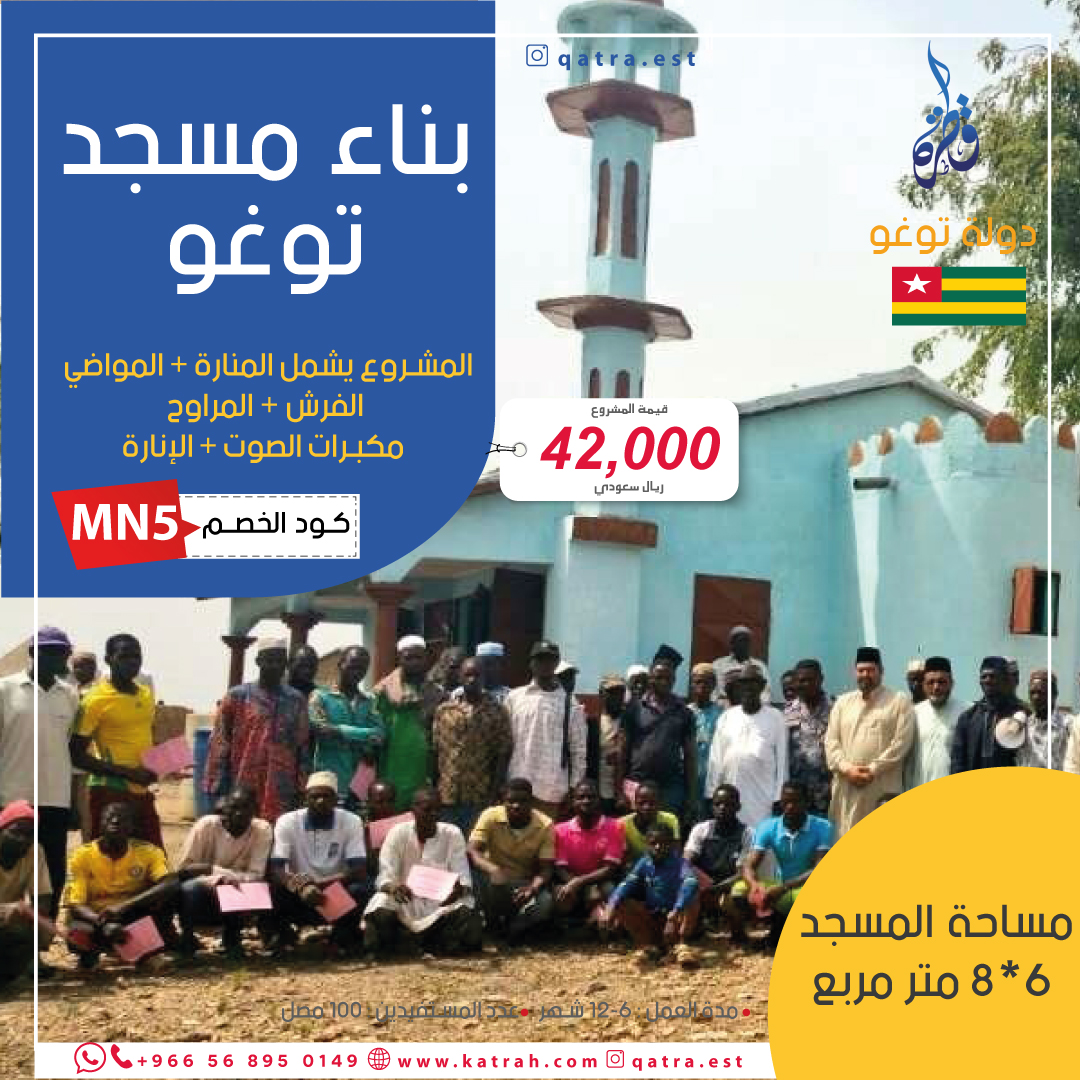 qatra.est
قطرة
بناء مسجد
توغو
دولة توغو
المشروع يشمل المنارة + المواضي
الفرش + المراوح
مكبرات الصوت + الإنارة
كود الخصم MN5
قيمة المشروع
42,000
ريال سعودي
مساحة المسجد
6*8 متر مربع
• مدة العمل : 6-12 شهر • عدد المستفيدين : 100 مصل
+966 56 895 0149 www.katrah.com qatra.est